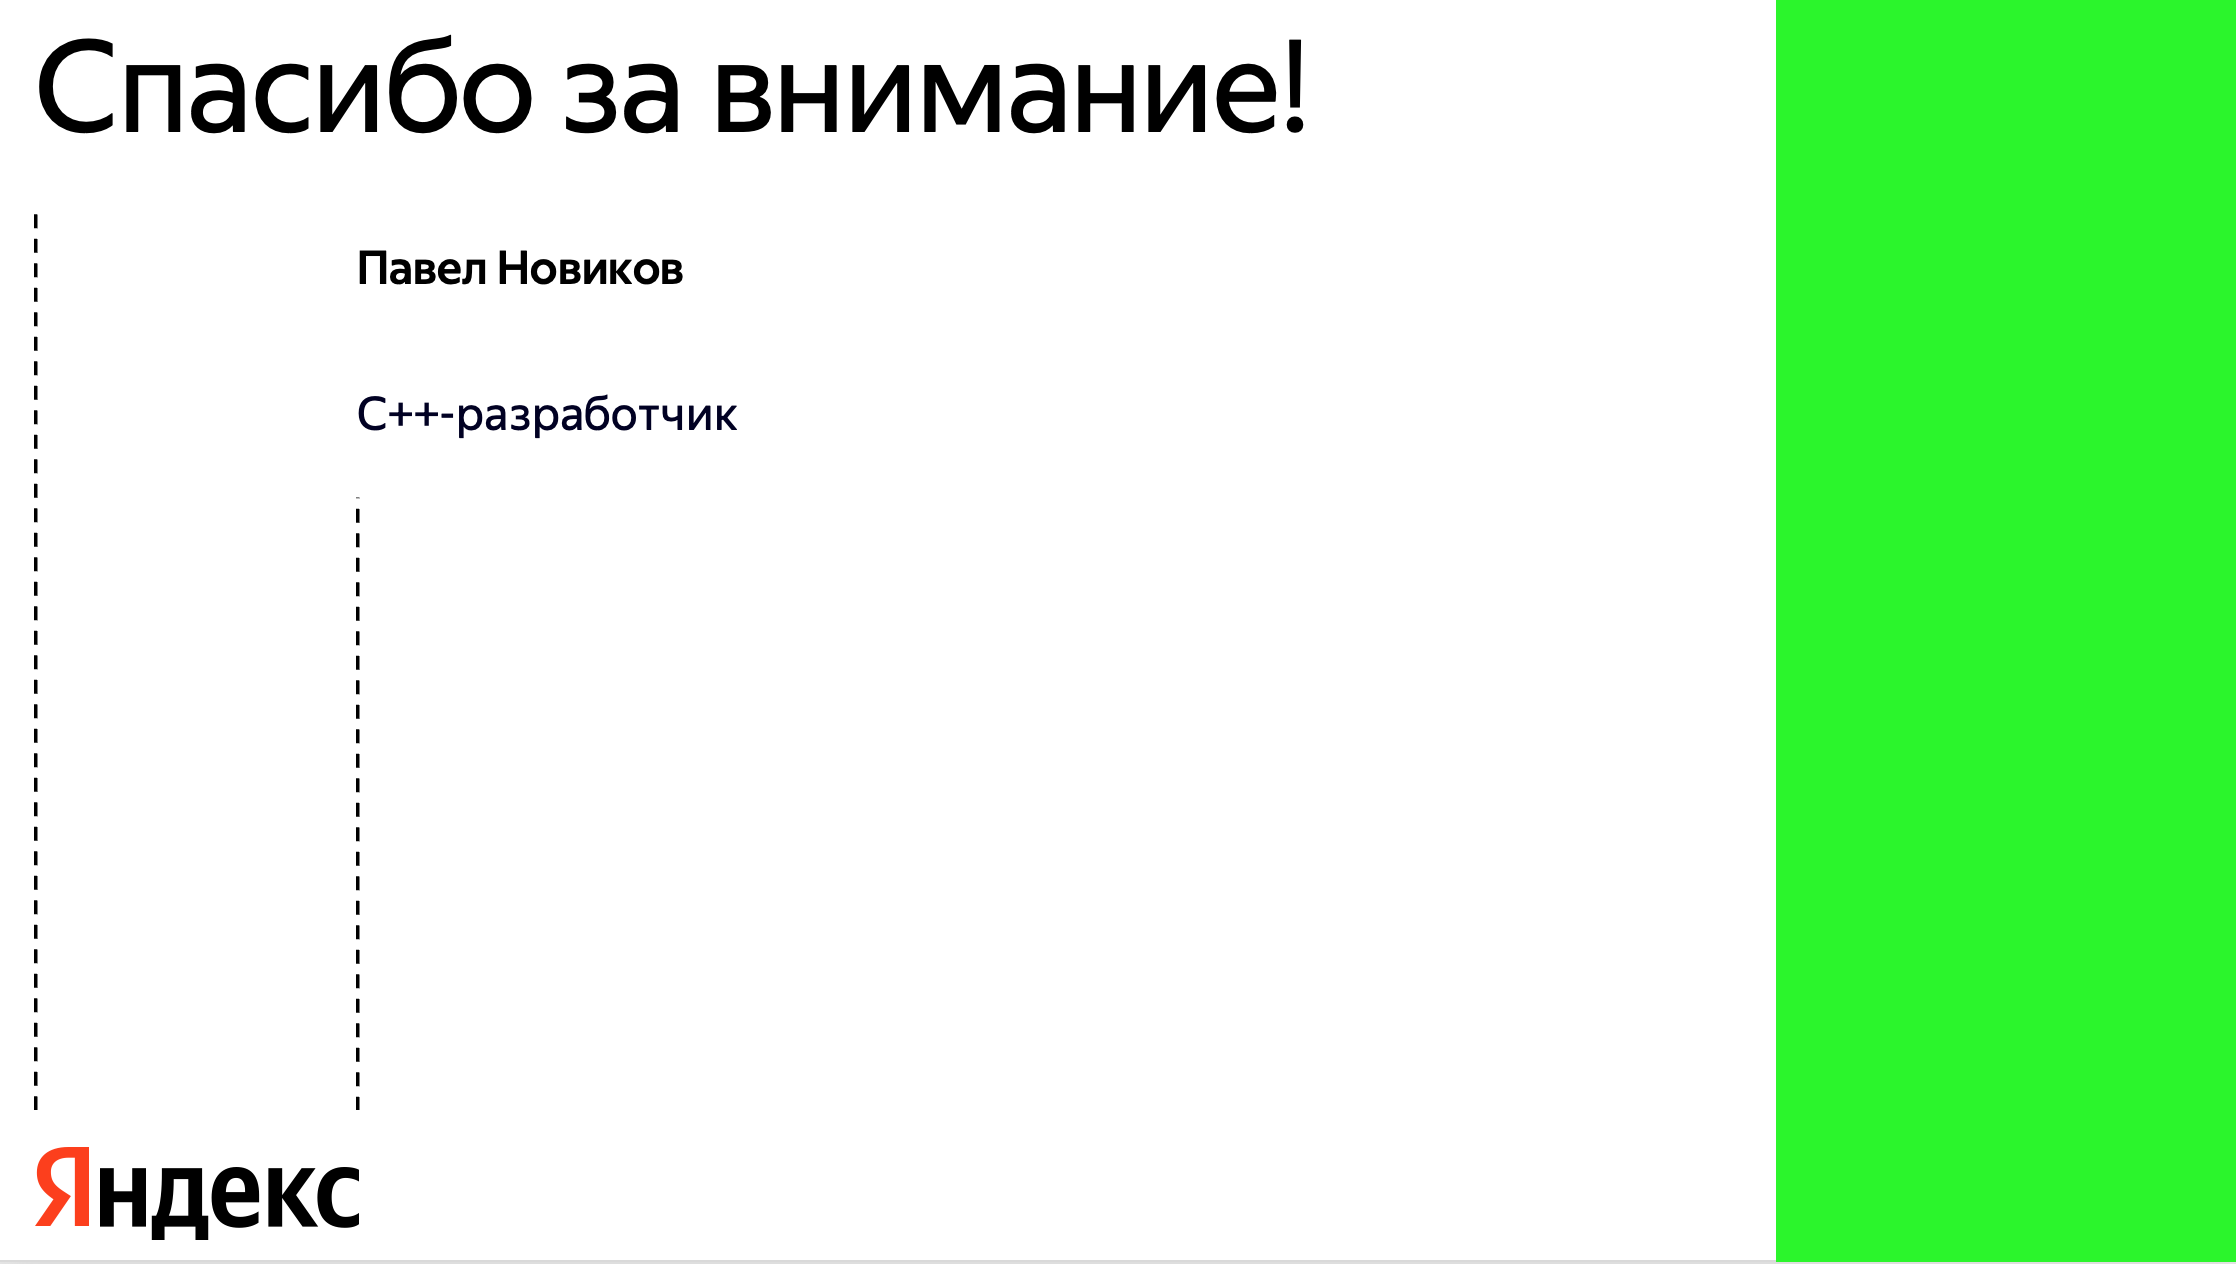 Спасибо за внимание!
Павел Новиков
С++-разработчик
Яндекс